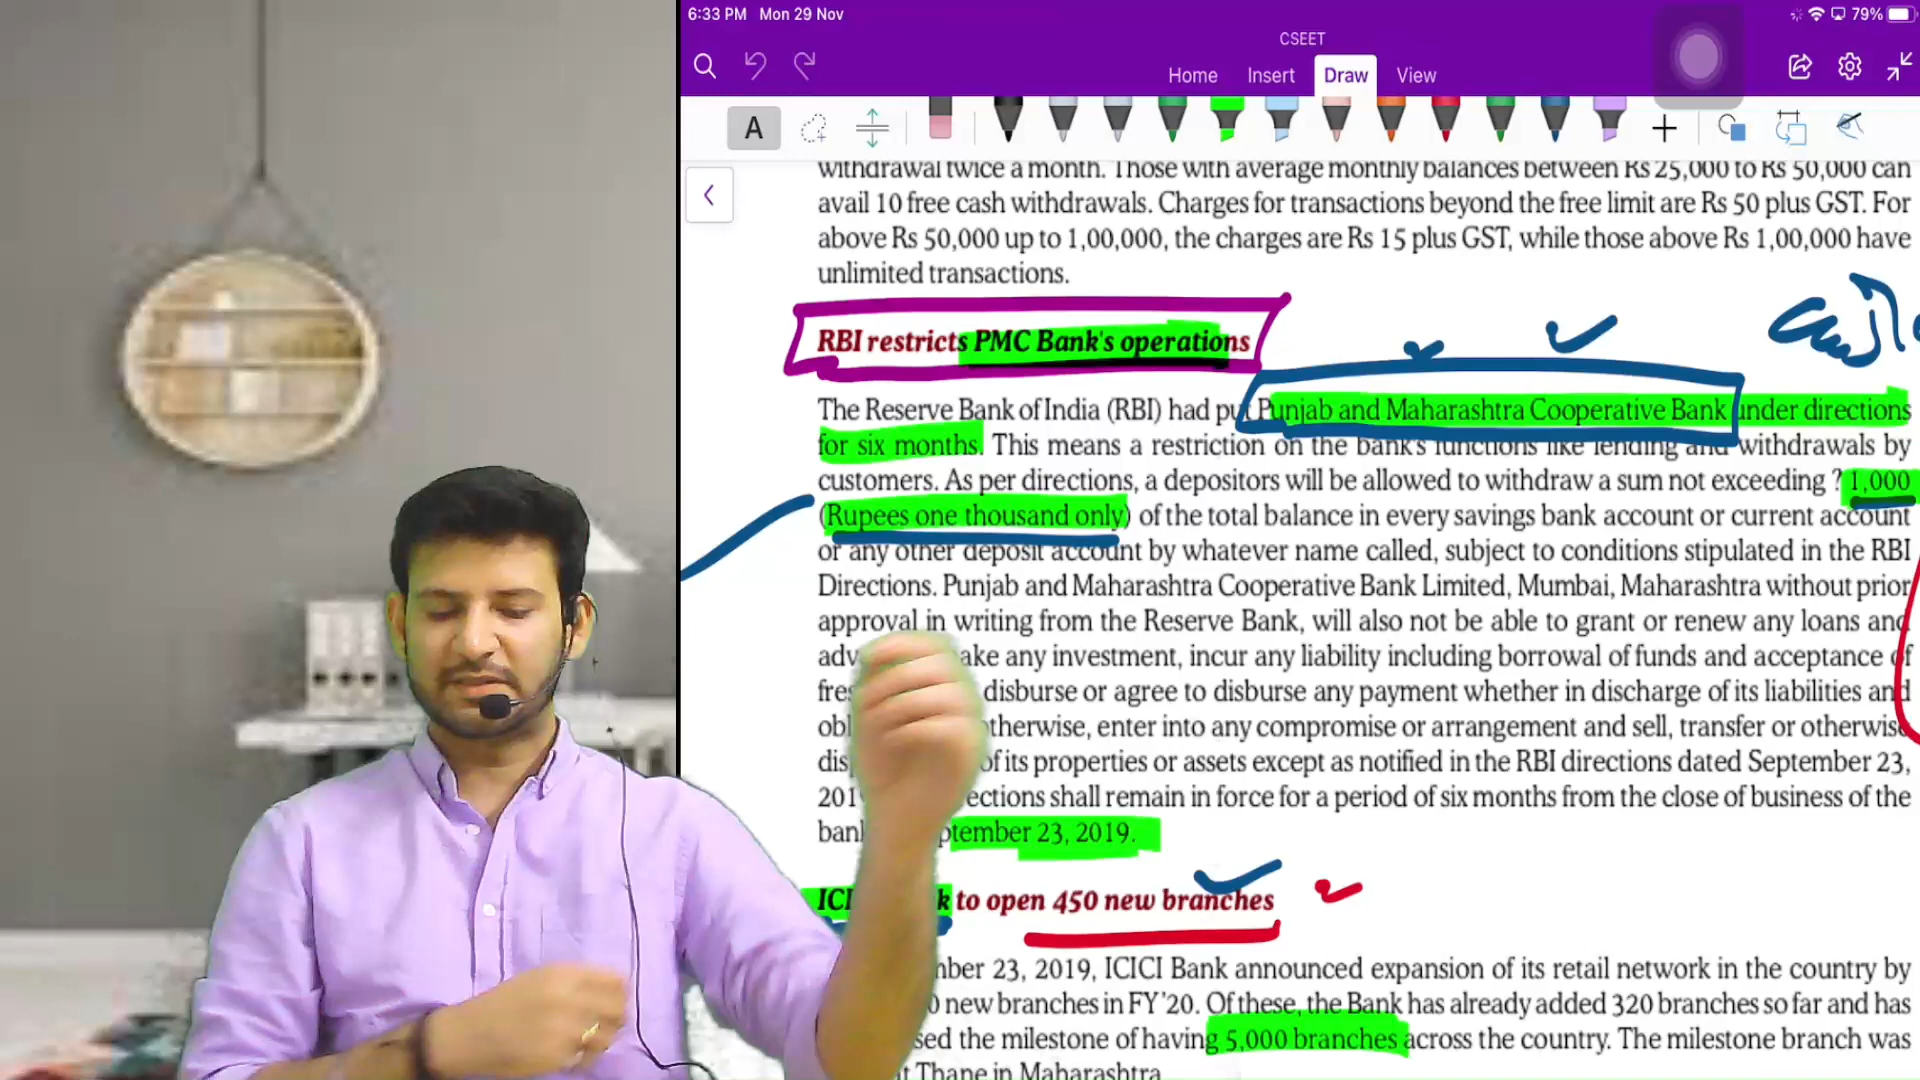 6:33 PM Mon 29 Nov
79%
CSEET
Home Insert Draw View
A
withdrawal twice a month. Those with average monthly balances between Rs 25,000 to Rs 50,000 can
avail 10 free cash withdrawals. Charges for transactions beyond the free limit are Rs 50 plus GST. For
above Rs 50,000 up to 1,00,000, the charges are Rs 15 plus GST, while those above Rs 1,00,000 have
unlimited transactions.
RBI restricts PMC Bank's operations
The Reserve Bank of India (RBI) had put Punjab and Maharashtra Cooperative Bank under directions
for six months. This means a restriction on the bank's functions like lending and withdrawals by
customers. As per directions, a depositors will be allowed to withdraw a sum not exceeding ? 1,000
(Rupees one thousand only) of the total balance in every savings bank account or current account
or any other deposit account by whatever name called, subject to conditions stipulated in the RBI
Directions. Punjab and Maharashtra Cooperative Bank Limited, Mumbai, Maharashtra without prior
approval in writing from the Reserve Bank, will also not be able to grant or renew any loans and
any investment, incur any liability including borrowal of funds and acceptance of
disburse or agree to disburse any payment whether in discharge of its liabilities and
enter into any compromise or arrangement and sell, transfer or otherwise
of its properties or assets except as notified in the RBI directions dated September 23,
shall remain in force for a period of six months from the close of business of the
23, 2019.
to open 450 new branches
23, 2019, ICICI Bank announced expansion of its retail network in the country by
new branches in FY'20. Of these, the Bank has already added 320 branches so far and has
the milestone of having 5,000 branches across the country. The milestone branch was
Thane in Maharashtra